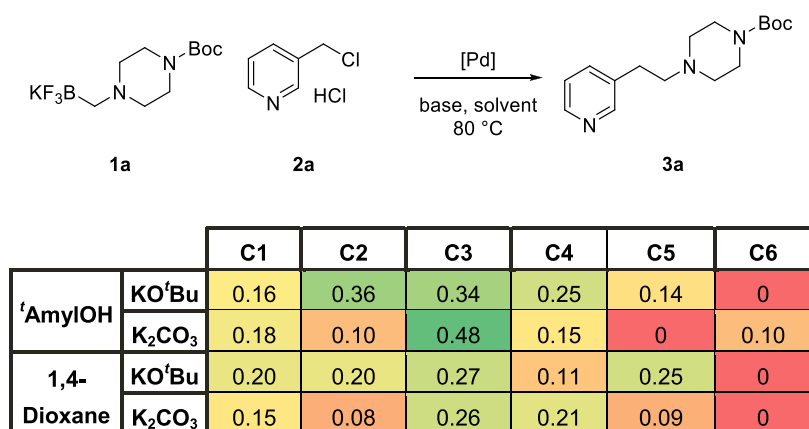 Boc
N
KF₃B
N
1a
Cl
N
HCl
2a
[Pd]
base, solvent
80 °C
Boc
N
N
N
3a
C1 C2 C3 C4 C5 C6
ᵗAmylOH KOᵗBu 0.16 0.36 0.34 0.25 0.14 0
K₂CO₃ 0.18 0.10 0.48 0.15 0 0.10
1,4-Dioxane KOᵗBu 0.20 0.20 0.27 0.11 0.25 0
K₂CO₃ 0.15 0.08 0.26 0.21 0.09 0